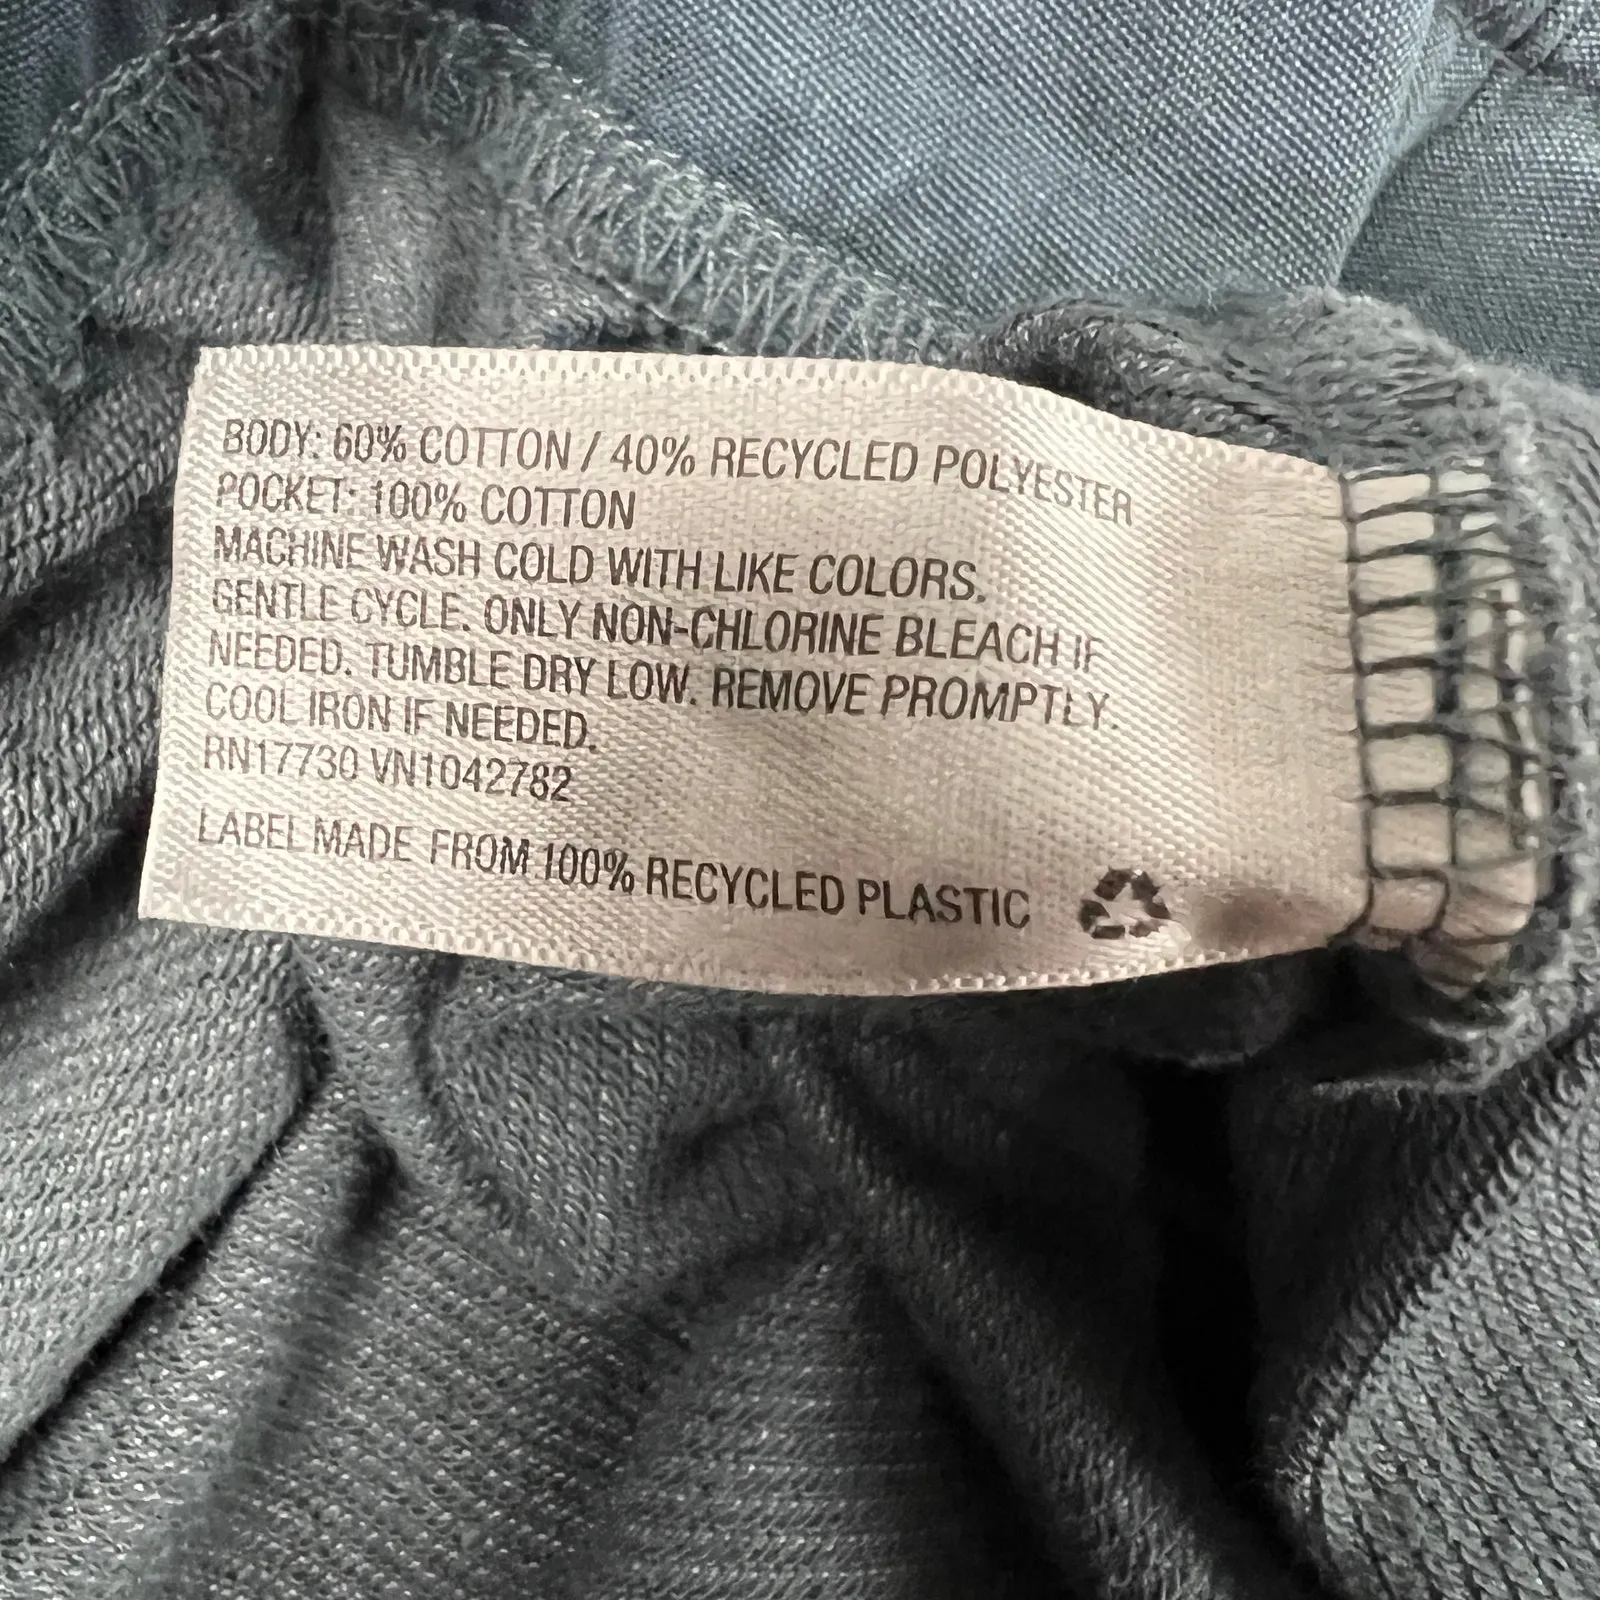 BODY: 60% COTTON / 40% RECYCLED POLYESTER
POCKET: 100% COTTON
MACHINE WASH COLD WITH LIKE COLORS.
GENTLE CYCLE. ONLY NON-CHLORINE BLEACH IF
NEEDED. TUMBLE DRY LOW. REMOVE PROMPTLY.
COOL IRON IF NEEDED.
RN17730 VN1042782
LABEL MADE FROM 100% RECYCLED PLASTIC